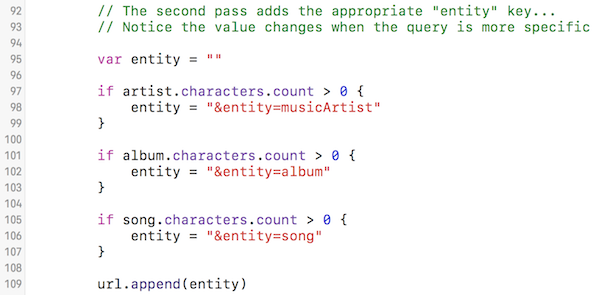 92 // The second pass adds the appropriate "entity" key...
93 // Notice the value changes when the query is more specific
94
95 var entity = ""
96
97 if artist.characters.count > 0 {
98 entity = "&entity=musicArtist"
99 }
100
101 if album.characters.count > 0 {
102 entity = "&entity=album"
103 }
104
105 if song.characters.count > 0 {
106 entity = "&entity=song"
107 }
108
109 url.append(entity)